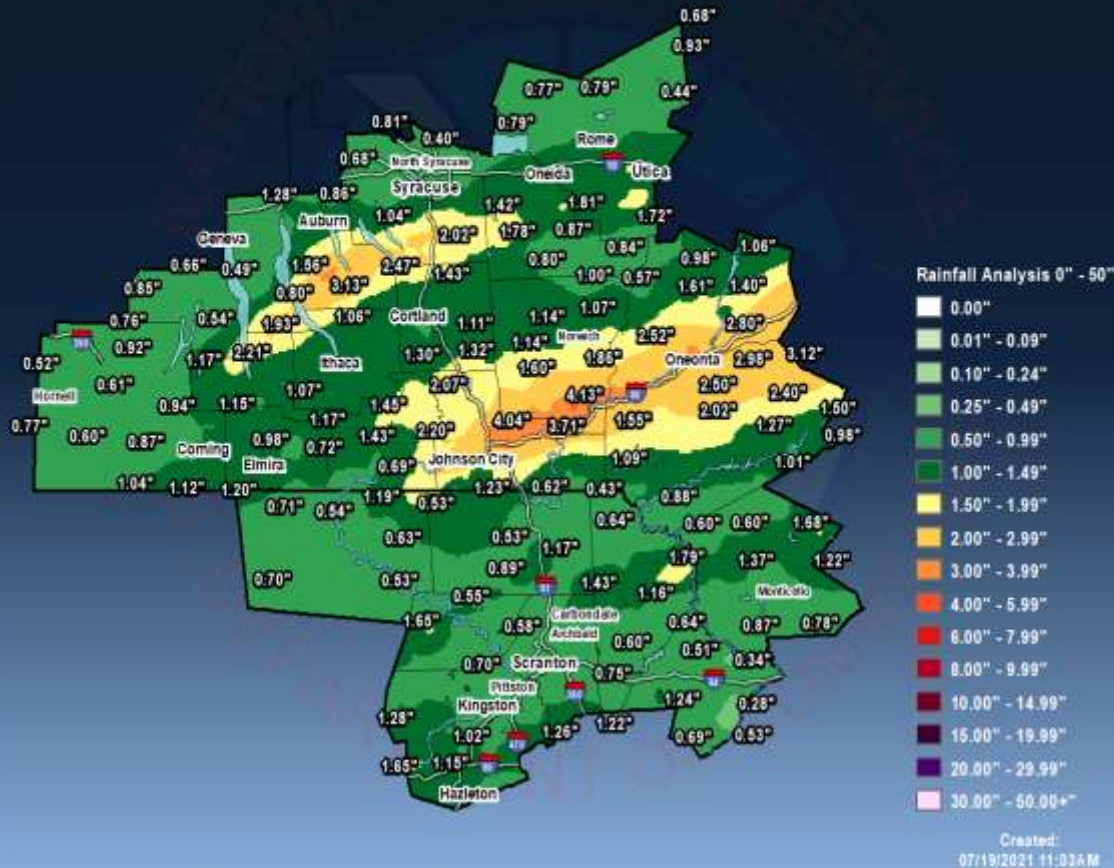 0.68"
0.93"
0.77" 0.79" 0.44"
0.81" 0.40" 0.79"
Rome
0.68" North Syracuse
Syracuse Oneida Utica
1.28" 0.86" 1.42" 1.81"
Auburn 1.04" 1.78" 0.87" 1.72"
Geneva 2.02" 0.84" 1.06"
0.66" 0.49" 1.56" 2.47" 1.43" 0.80" 0.98"
0.85" 0.80" 3.13" 1.00" 0.57" 1.61" 1.40"
0.76" 0.54" 1.93" 1.06" Cortland 1.11" 1.14" 1.07"
0.92" 1.14" Norwich 2.52" 2.80"
0.52" 1.17" 2.21" Ithaca 1.30" 1.32" 1.60" 1.86" Oneonta 2.98" 3.12"
0.61" 1.07" 2.07" 4.13" 2.50" 2.40"
Hornell 0.94" 1.15" 1.17" 1.45" 4.04" 3.71" 1.55" 2.02" 1.50"
0.77" 0.60" 0.87" 0.98" 1.43" 2.20" 1.27" 0.98"
Corning 0.72"
Elmira 0.69" Johnson City 1.09" 1.01"
1.04" 1.12" 1.20" 1.19" 1.23" 0.62" 0.43"
0.71" 0.54" 0.53" 0.88"
0.63" 0.53" 0.64" 0.60" 0.60" 1.68"
1.17" 1.79" 1.37" 1.22"
0.70" 0.53" 0.89" 1.43" 1.16" Monticello
0.55"
1.65" 0.58" Carbondale 0.64" 0.87" 0.78"
Archbald 0.60" 0.51"
0.70" Scranton 0.75" 0.34"
Pittston
1.28" Kingston 1.22" 1.24" 0.28"
1.02" 1.26" 0.69" 0.53"
1.65" 1.15"
Hazleton
Rainfall Analysis 0" - 50"
0.00"
0.01" - 0.09"
0.10" - 0.24"
0.25" - 0.49"
0.50" - 0.99"
1.00" - 1.49"
1.50" - 1.99"
2.00" - 2.99"
3.00" - 3.99"
4.00" - 5.99"
6.00" - 7.99"
8.00" - 9.99"
10.00" - 14.99"
15.00" - 19.99"
20.00" - 29.99"
30.00" - 50.00+"
Created:
07/19/2021 11:03AM